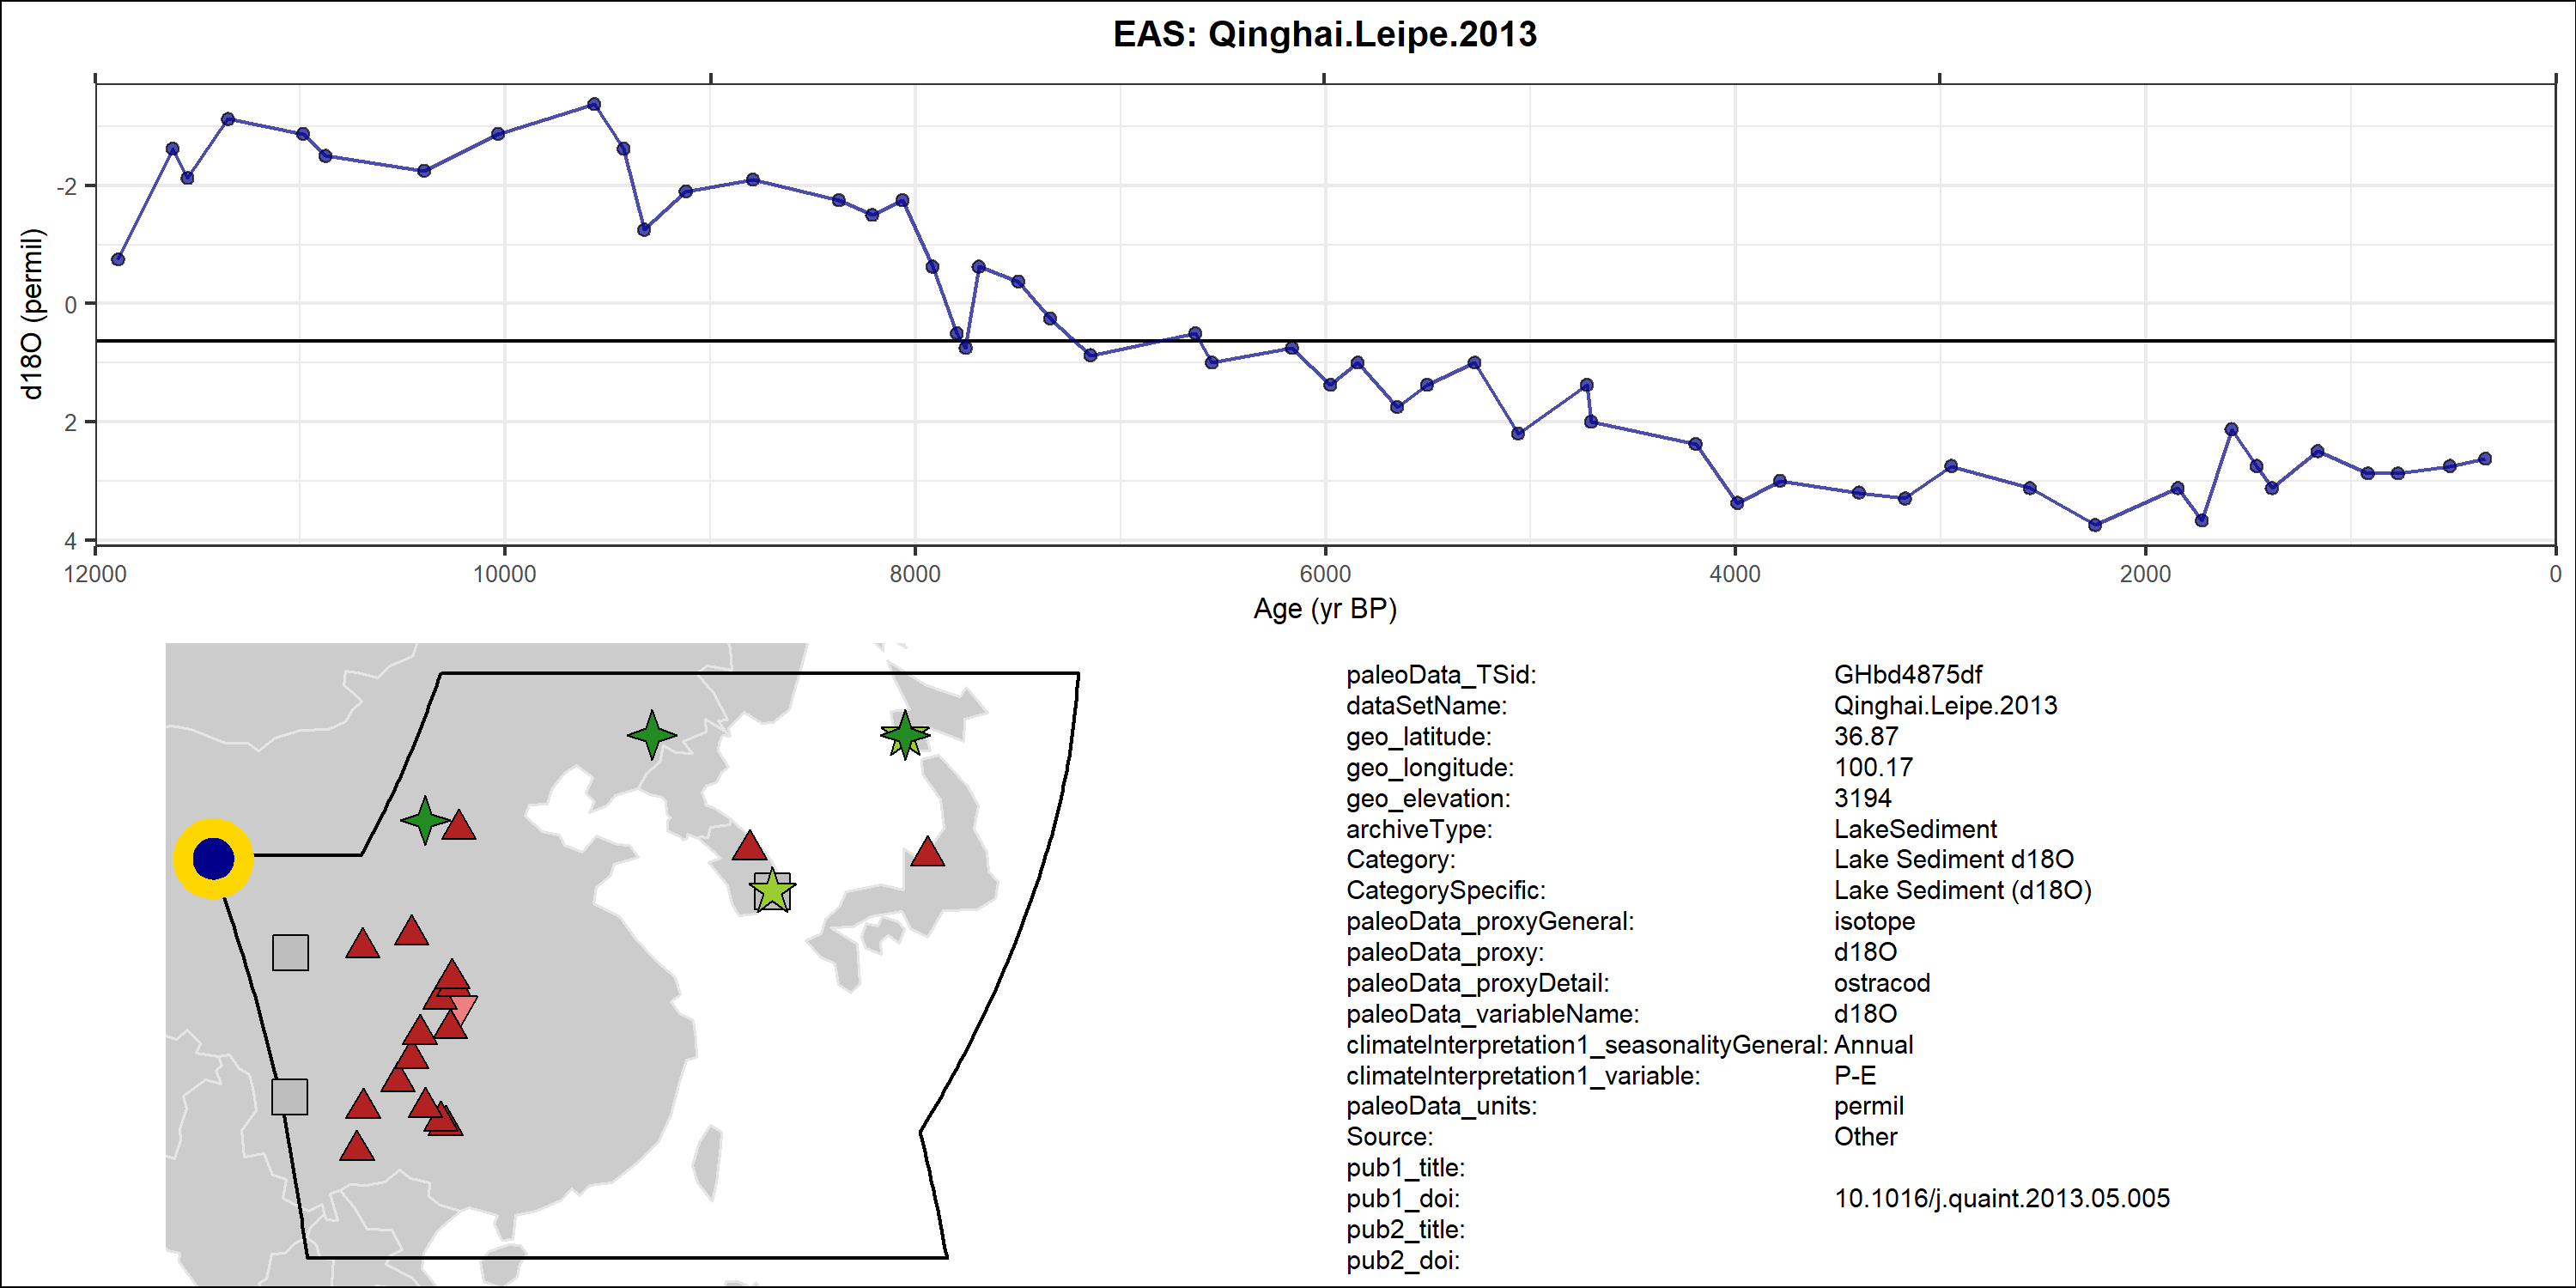 EAS: Qinghai.Leipe.2013
d18O (permil)
-2
0
2
4
12000 10000 8000 6000 4000 2000 0
Age (yr BP)
paleoData_TSid: GHbd4875df
dataSetName: Qinghai.Leipe.2013
geo_latitude: 36.87
geo_longitude: 100.17
geo_elevation: 3194
archiveType: LakeSediment
Category: Lake Sediment d18O
CategorySpecific: Lake Sediment (d18O)
paleoData_proxyGeneral: isotope
paleoData_proxy: d18O
paleoData_proxyDetail: ostracod
paleoData_variableName: d18O
climateInterpretation1_seasonalityGeneral: Annual
climateInterpretation1_variable: P-E
paleoData_units: permil
Source: Other
pub1_title:
pub1_doi: 10.1016/j.quaint.2013.05.005
pub2_title:
pub2_doi: